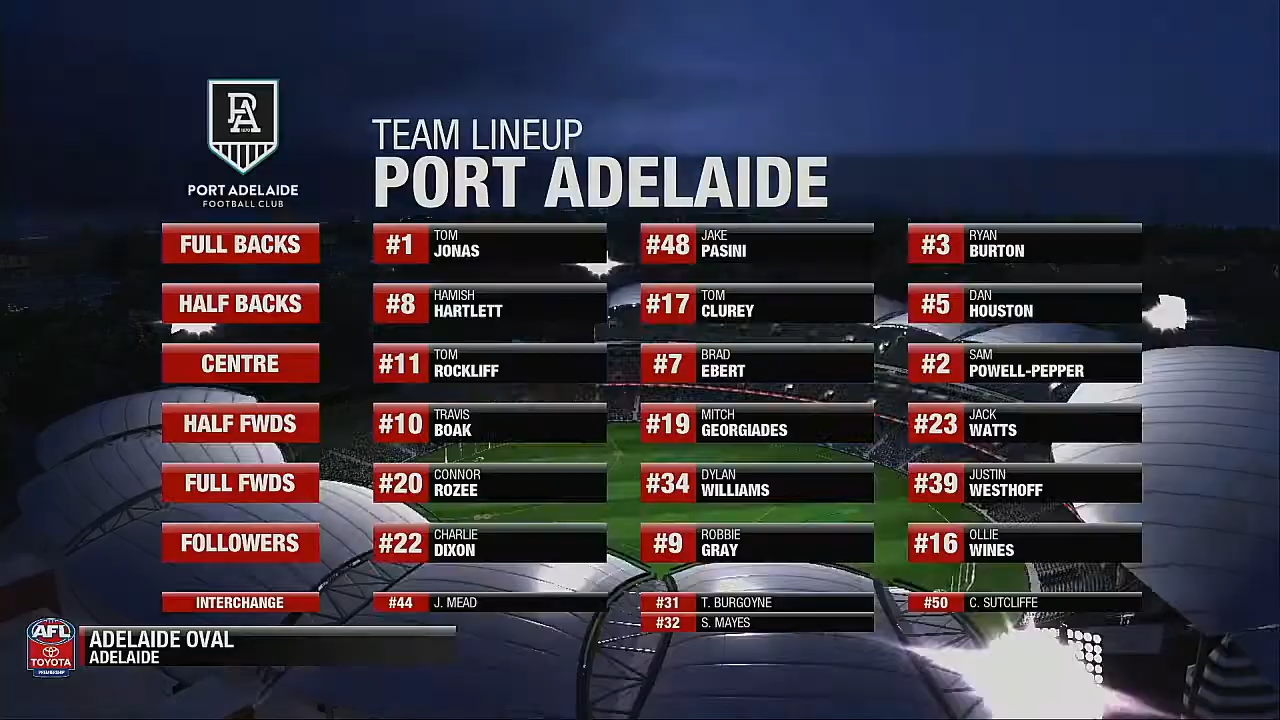 PA
1870
PORT ADELAIDE
FOOTBALL CLUB
TEAM LINEUP
PORT ADELAIDE
FULL BACKS
#1 TOM JONAS
#48 JAKE PASINI
#3 RYAN BURTON
HALF BACKS
#8 HAMISH HARTLETT
#17 TOM CLUREY
#5 DAN HOUSTON
CENTRE
#11 TOM ROCKLIFF
#7 BRAD EBERT
#2 SAM POWELL-PEPPER
HALF FWDS
#10 TRAVIS BOAK
#19 MITCH GEORGIADES
#23 JACK WATTS
FULL FWDS
#20 CONNOR ROZEE
#34 DYLAN WILLIAMS
#39 JUSTIN WESTHOFF
FOLLOWERS
#22 CHARLIE DIXON
#9 ROBBIE GRAY
#16 OLLIE WINES
INTERCHANGE
#44 J. MEAD
#31 T. BURGOYNE
#50 C. SUTCLIFFE
#32 S. MAYES
AFL
TOYOTA
PREMIERSHIP
ADELAIDE OVAL
ADELAIDE